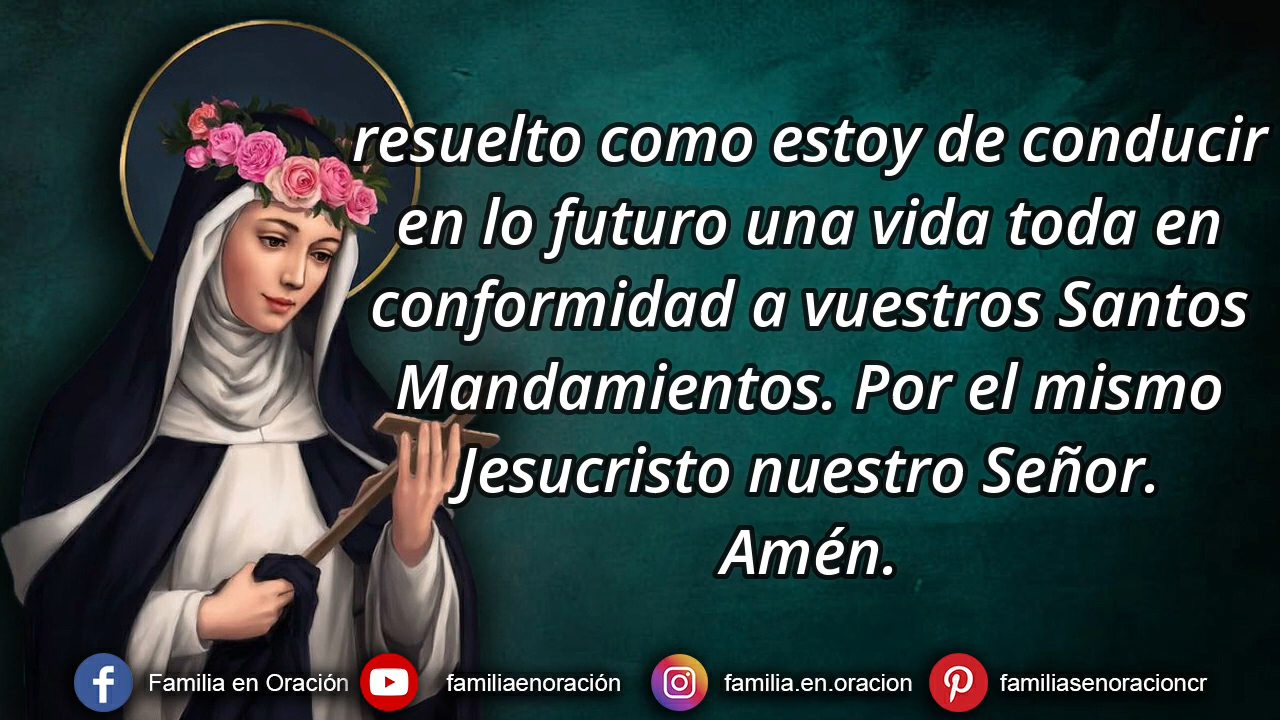 resuelto como estoy de conducir
en lo futuro una vida toda en
conformidad a vuestros Santos
Mandamientos. Por el mismo
Jesucristo nuestro Señor.
Amén.
Familia en Oración
familiaenoración
familia.en.oracion
familiasenoracioncr